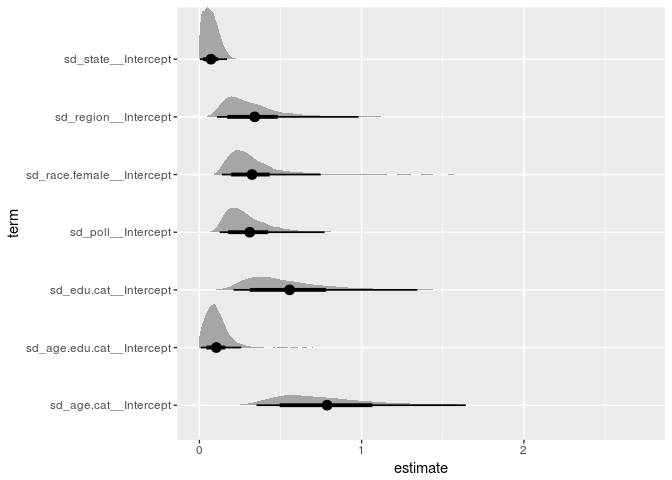 sd_state__Intercept
sd_region__Intercept
sd_race.female__Intercept
sd_poll__Intercept
sd_edu.cat__Intercept
sd_age.edu.cat__Intercept
sd_age.cat__Intercept
term
0 1 2
estimate